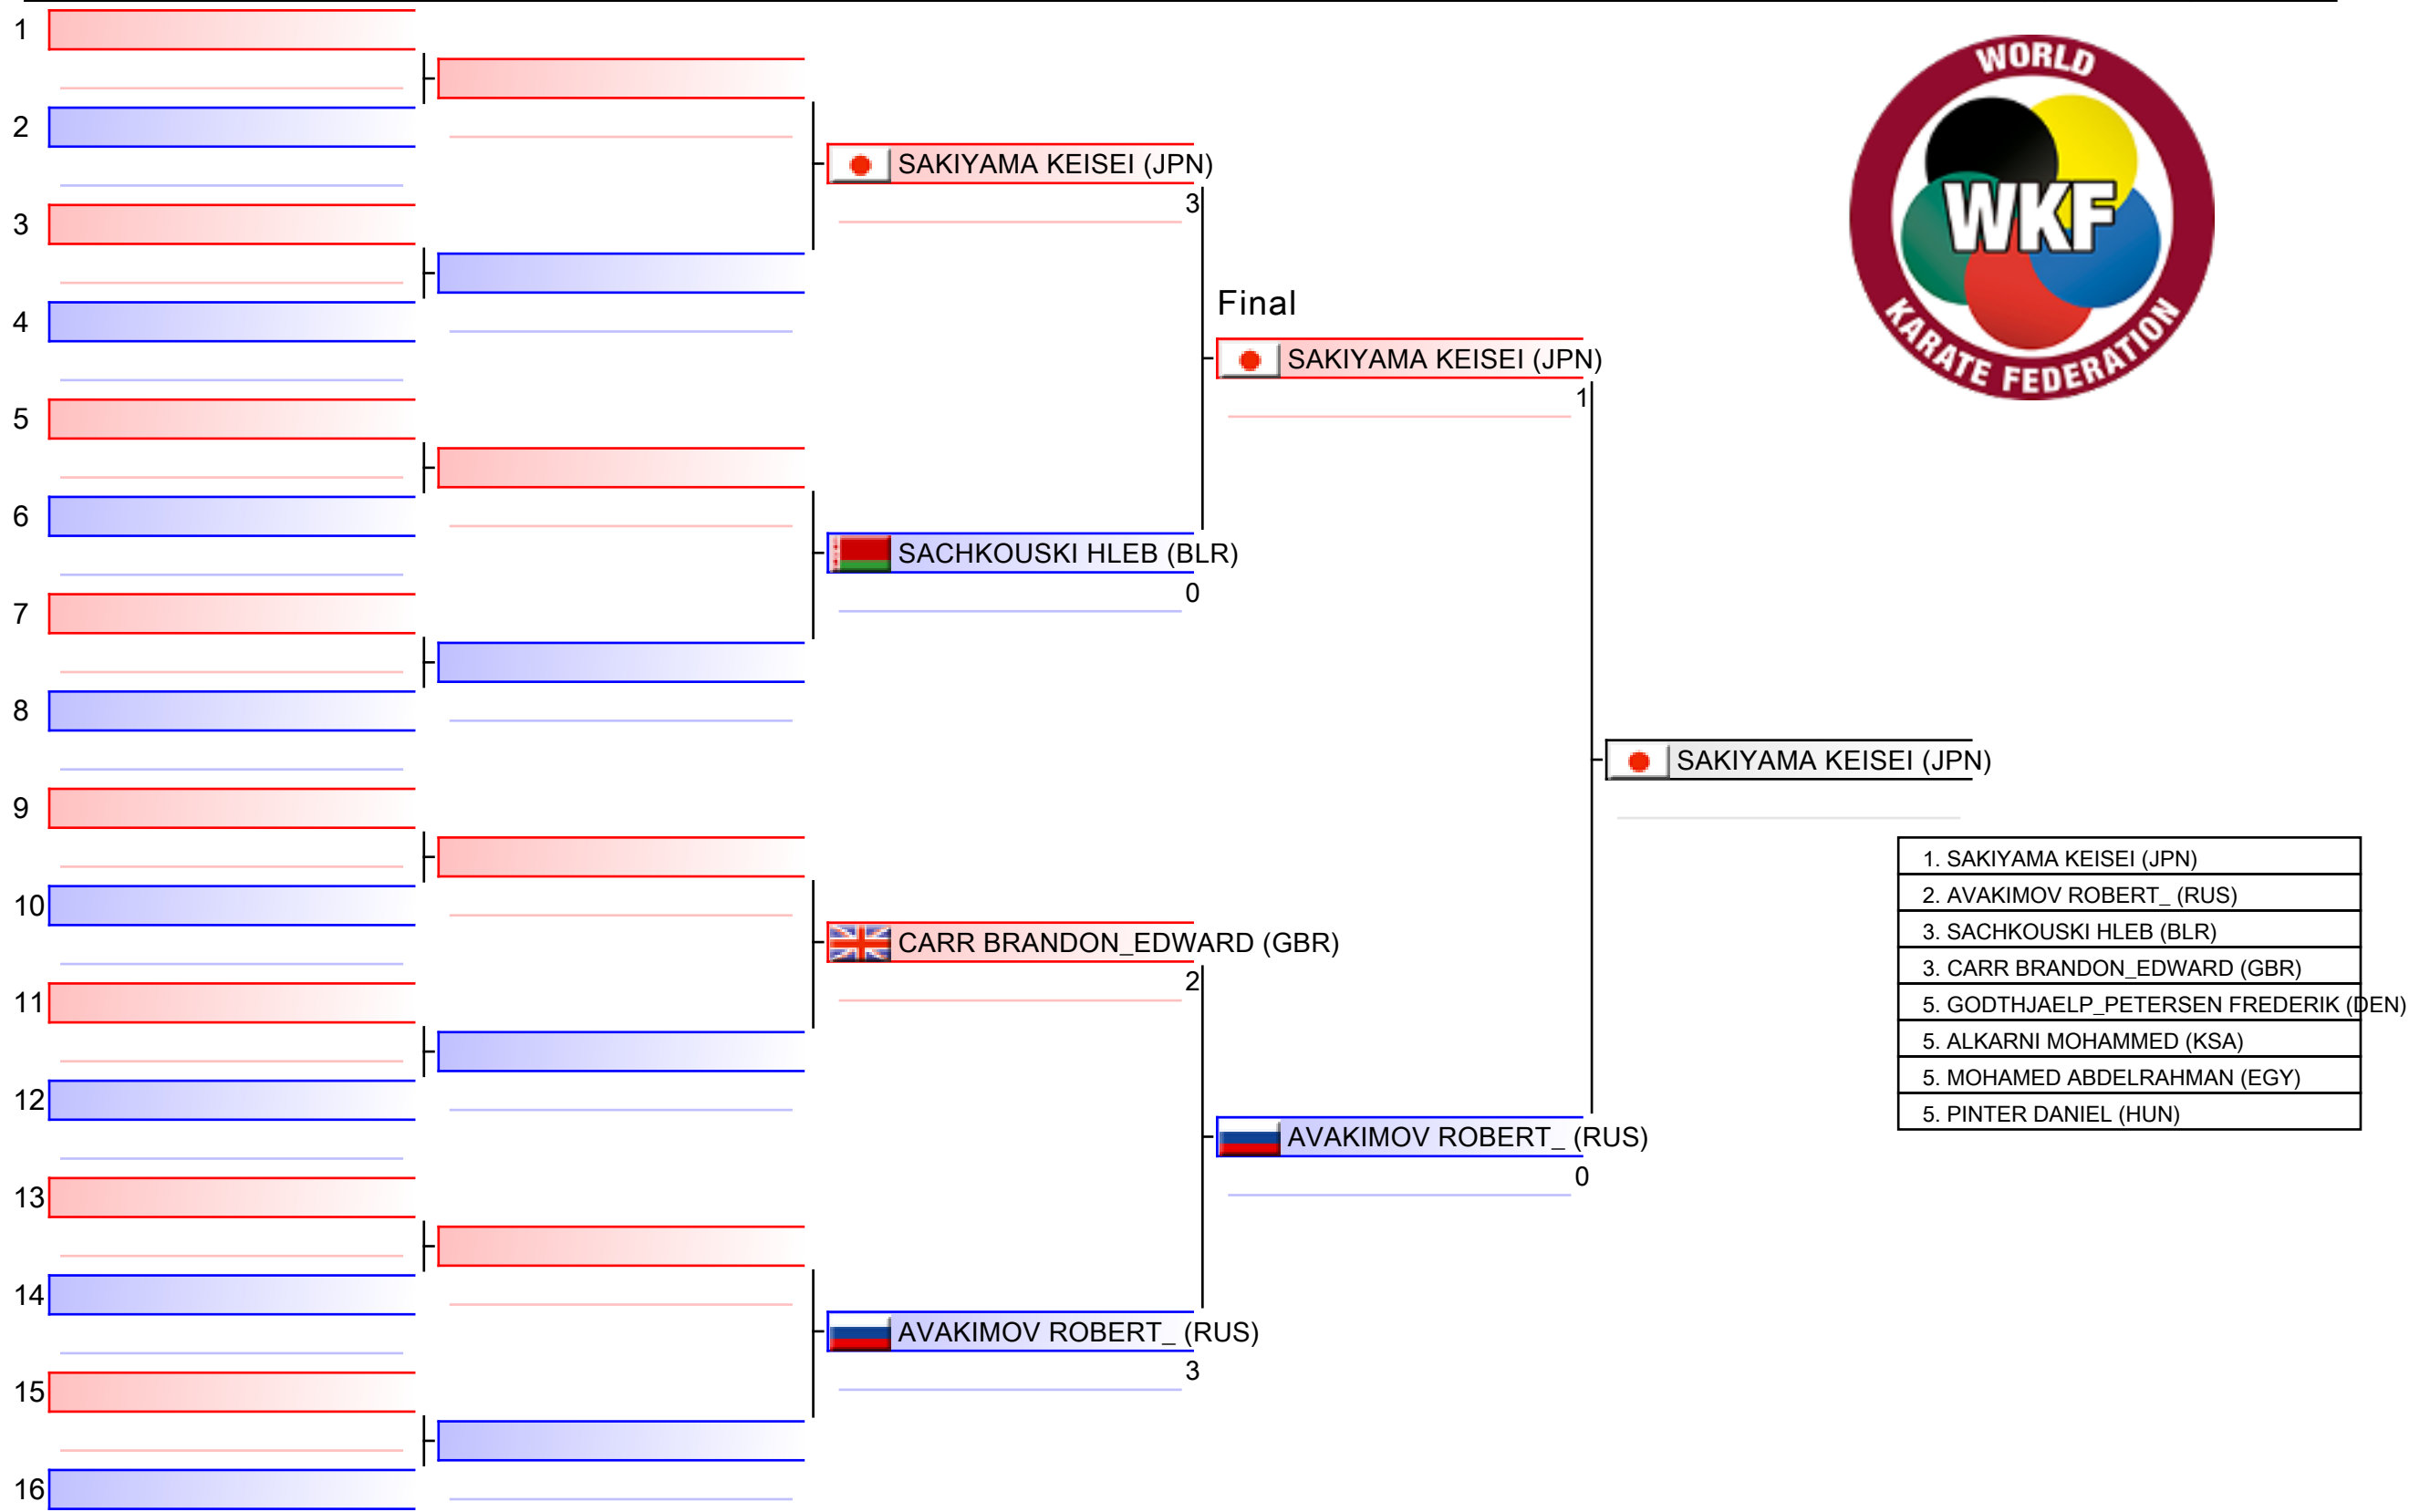 1
2
3
4
5
6
7
8
9
10
11
12
13
14
15
16
SAKIYAMA KEISEI (JPN)
3
SACHKOUSKI HLEB (BLR)
0
CARR BRANDON_EDWARD (GBR)
2
AVAKIMOV ROBERT_ (RUS)
3
Final
SAKIYAMA KEISEI (JPN)
1
AVAKIMOV ROBERT_ (RUS)
0
SAKIYAMA KEISEI (JPN)
WORLD
WKF
KARATE FEDERATION
1. SAKIYAMA KEISEI (JPN)
2. AVAKIMOV ROBERT_ (RUS)
3. SACHKOUSKI HLEB (BLR)
3. CARR BRANDON_EDWARD (GBR)
5. GODTHJAELP_PETERSEN FREDERIK (DEN)
5. ALKARNI MOHAMMED (KSA)
5. MOHAMED ABDELRAHMAN (EGY)
5. PINTER DANIEL (HUN)